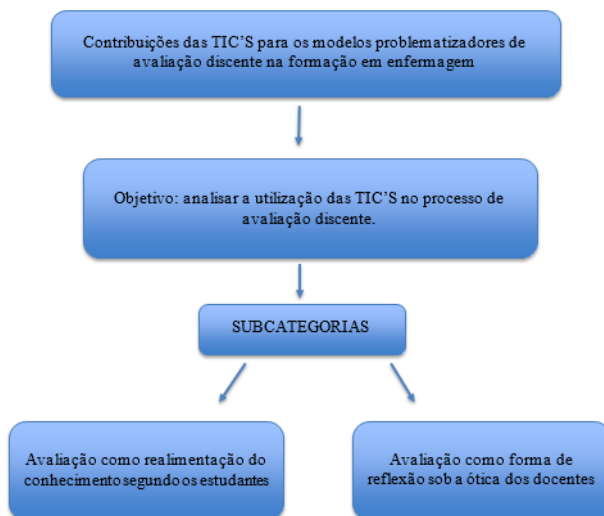 Contribuições das TIC'S para os modelos problematizadores de
avaliação discente na formação em enfermagem
Objetivo: analisar a utilização das TIC'S no processo de
avaliação discente.
SUBCATEGORIAS
Avaliação como realimentação do
conhecimento segundo os estudantes
Avaliação como forma de
reflexão sob a ótica dos docentes